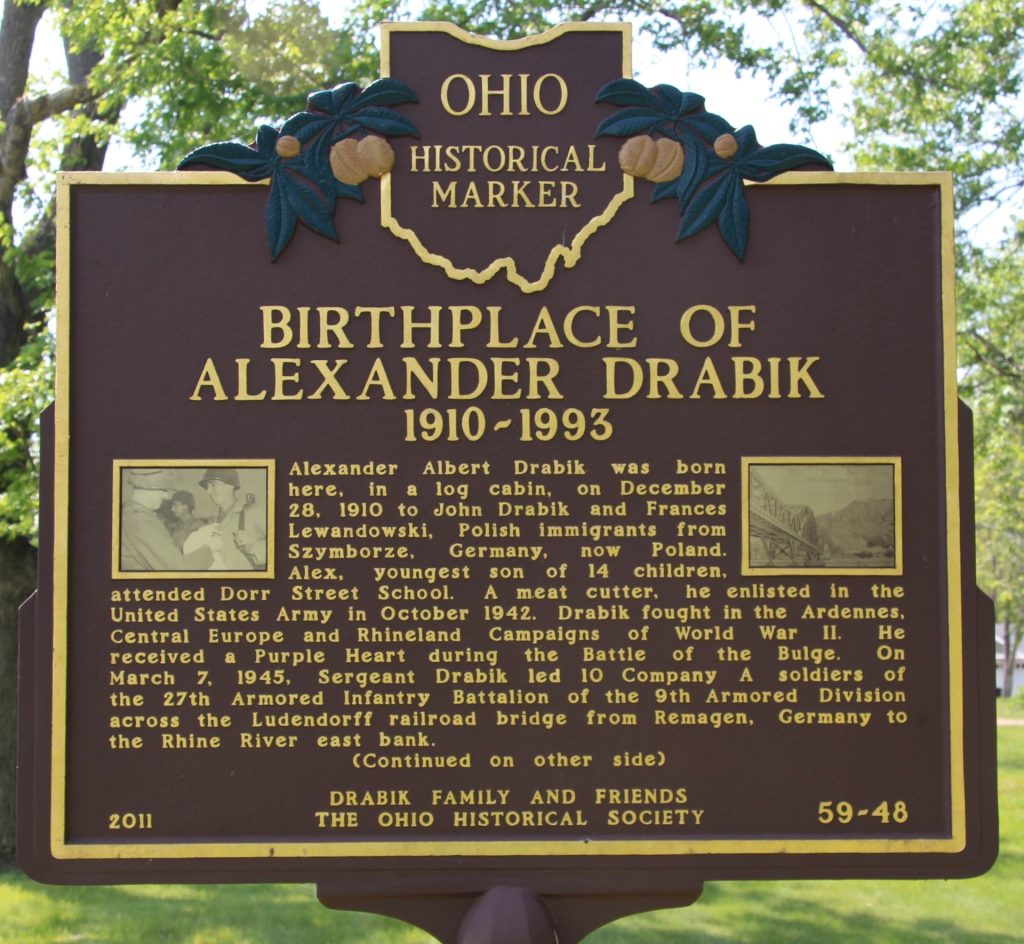 OHIO
HISTORICAL
MARKER
BIRTHPLACE OF
ALEXANDER DRABIK
1910~1993
Alexander Albert Drabik was born
here, in a log cabin, on December
28, 1910 to John Drabik and Frances
Lewandowski, Polish immigrants from
Szymborze, Germany, now Poland.
Alex, youngest son of 14 children,
attended Dorr Street School. A meat cutter, he enlisted in the
United States Army in October 1942. Drabik fought in the Ardennes,
Central Europe and Rhineland Campaigns of World War II. He
received a Purple Heart during the Battle of the Bulge. On
March 7, 1945, Sergeant Drabik led 10 Company A soldiers of
the 27th Armored Infantry Battalion of the 9th Armored Division
across the Ludendorff railroad bridge from Remagen, Germany to
the Rhine River east bank.
(Continued on other side)
DRABIK FAMILY AND FRIENDS
THE OHIO HISTORICAL SOCIETY
2011
59-48